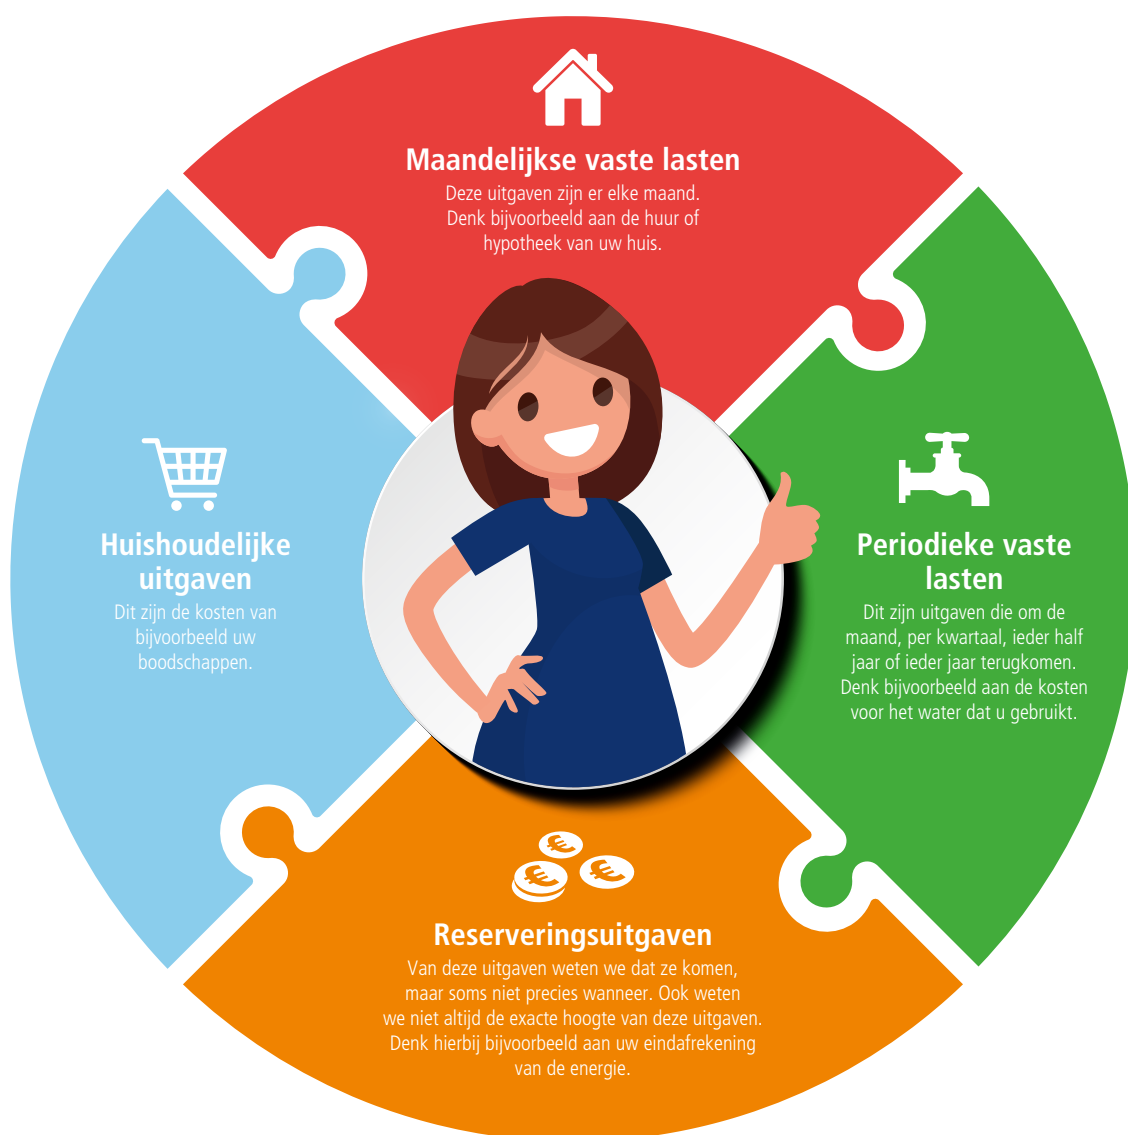 Maandelijkse vaste lasten
Deze uitgaven zijn er elke maand.
Denk bijvoorbeeld aan de huur of
hypotheek van uw huis.
Huishoudelijke
uitgaven
Dit zijn de kosten van
bijvoorbeeld uw
boodschappen.
Periodieke vaste
lasten
Dit zijn uitgaven die om de
maand, per kwartaal, ieder half
jaar of ieder jaar terugkomen.
Denk bijvoorbeeld aan de kosten
voor het water dat u gebruikt.
€
€
€
Reserveringsuitgaven
Van deze uitgaven weten we dat ze komen,
maar soms niet precies wanneer. Ook weten
we niet altijd de exacte hoogte van deze uitgaven.
Denk hierbij bijvoorbeeld aan uw eindafrekening
van de energie.